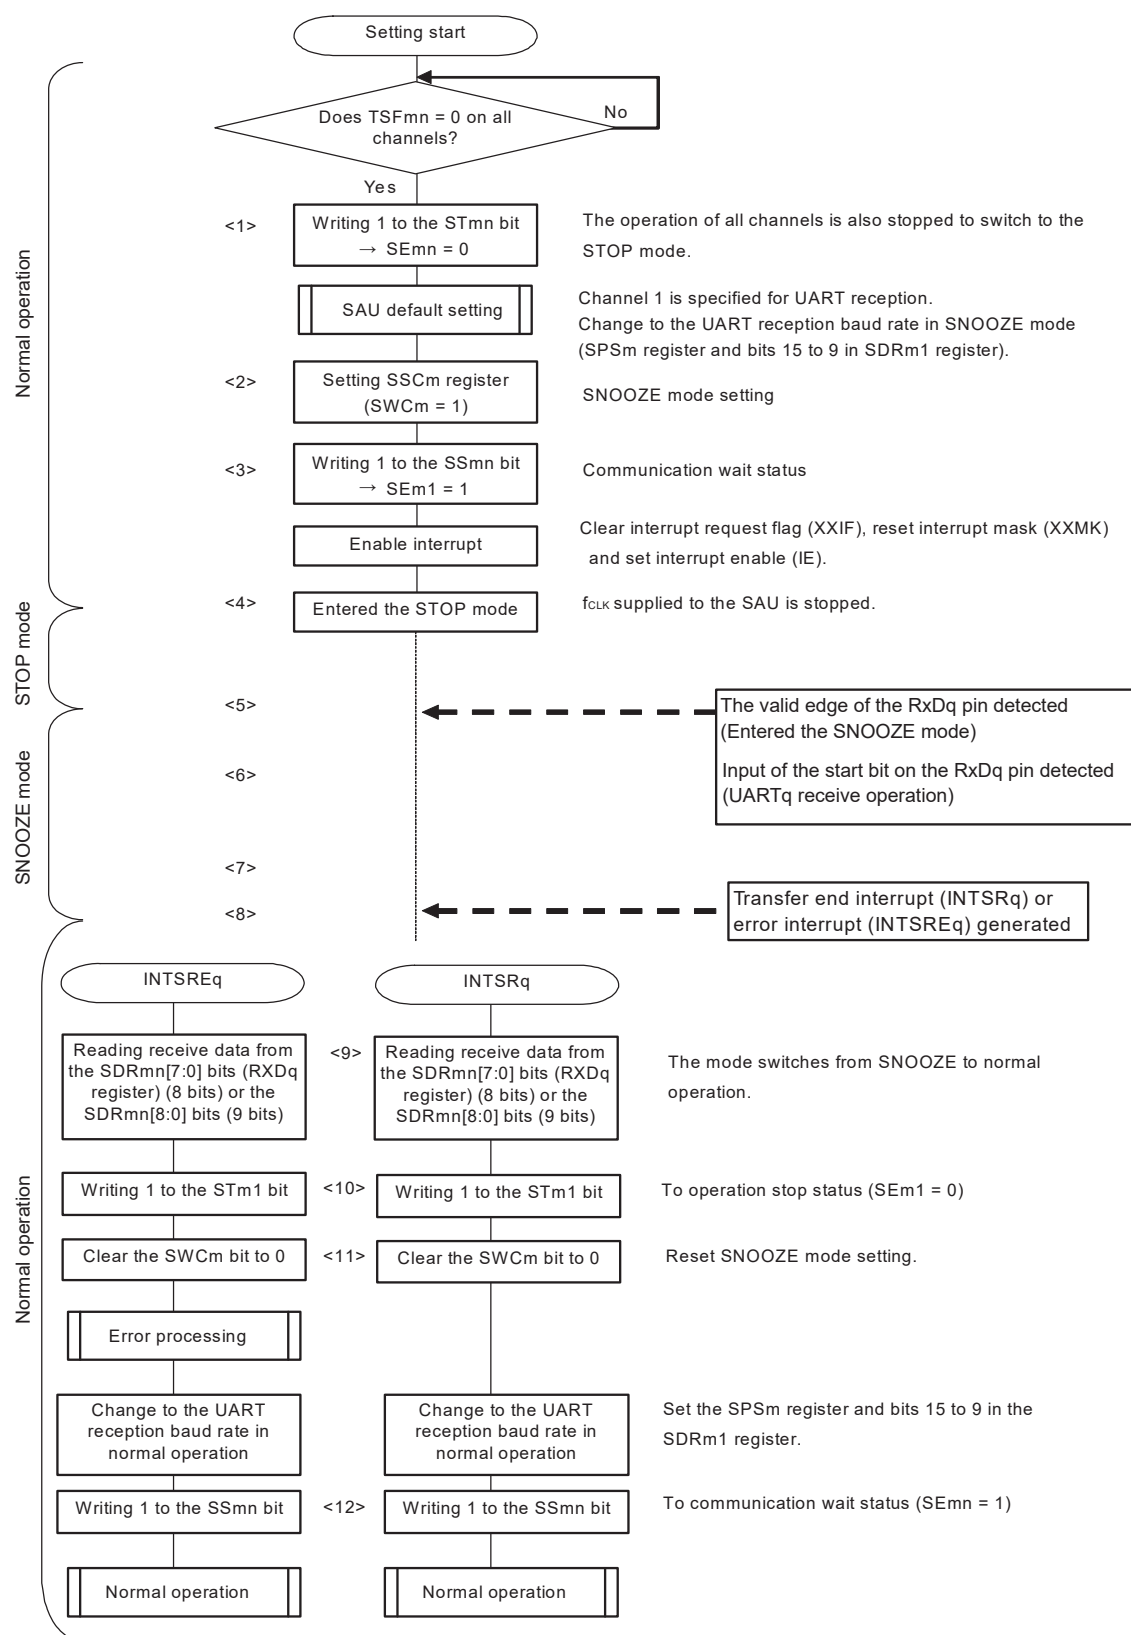 Setting start
Does TSFmn = 0 on all
channels?
No
Yes
Normal operation
<1>
Writing 1 to the STmn bit
→ SEmn = 0
The operation of all channels is also stopped to switch to the
STOP mode.
SAU default setting
Channel 1 is specified for UART reception.
Change to the UART reception baud rate in SNOOZE mode
(SPSm register and bits 15 to 9 in SDRm1 register).
<2>
Setting SSCm register
(SWCm = 1)
SNOOZE mode setting
<3>
Writing 1 to the SSmn bit
→ SEm1 = 1
Communication wait status
Enable interrupt
Clear interrupt request flag (XXIF), reset interrupt mask (XXMK)
and set interrupt enable (IE).
<4>
Entered the STOP mode
fCLK supplied to the SAU is stopped.
STOP mode
<5>
The valid edge of the RxDq pin detected
(Entered the SNOOZE mode)
SNOOZE mode
<6>
Input of the start bit on the RxDq pin detected
(UARTq receive operation)
<7>
<8>
Transfer end interrupt (INTSRq) or
error interrupt (INTSREq) generated
INTSREq
INTSRq
Normal operation
Reading receive data from
the SDRmn[7:0] bits (RXDq
register) (8 bits) or the
SDRmn[8:0] bits (9 bits)
<9>
Reading receive data from
the SDRmn[7:0] bits (RXDq
register) (8 bits) or the
SDRmn[8:0] bits (9 bits)
The mode switches from SNOOZE to normal
operation.
Writing 1 to the STm1 bit
<10>
Writing 1 to the STm1 bit
To operation stop status (SEm1 = 0)
Clear the SWCm bit to 0
<11>
Clear the SWCm bit to 0
Reset SNOOZE mode setting.
Error processing
Change to the UART
reception baud rate in
normal operation
Change to the UART
reception baud rate in
normal operation
Set the SPSm register and bits 15 to 9 in the
SDRm1 register.
Writing 1 to the SSmn bit
<12>
Writing 1 to the SSmn bit
To communication wait status (SEmn = 1)
Normal operation
Normal operation